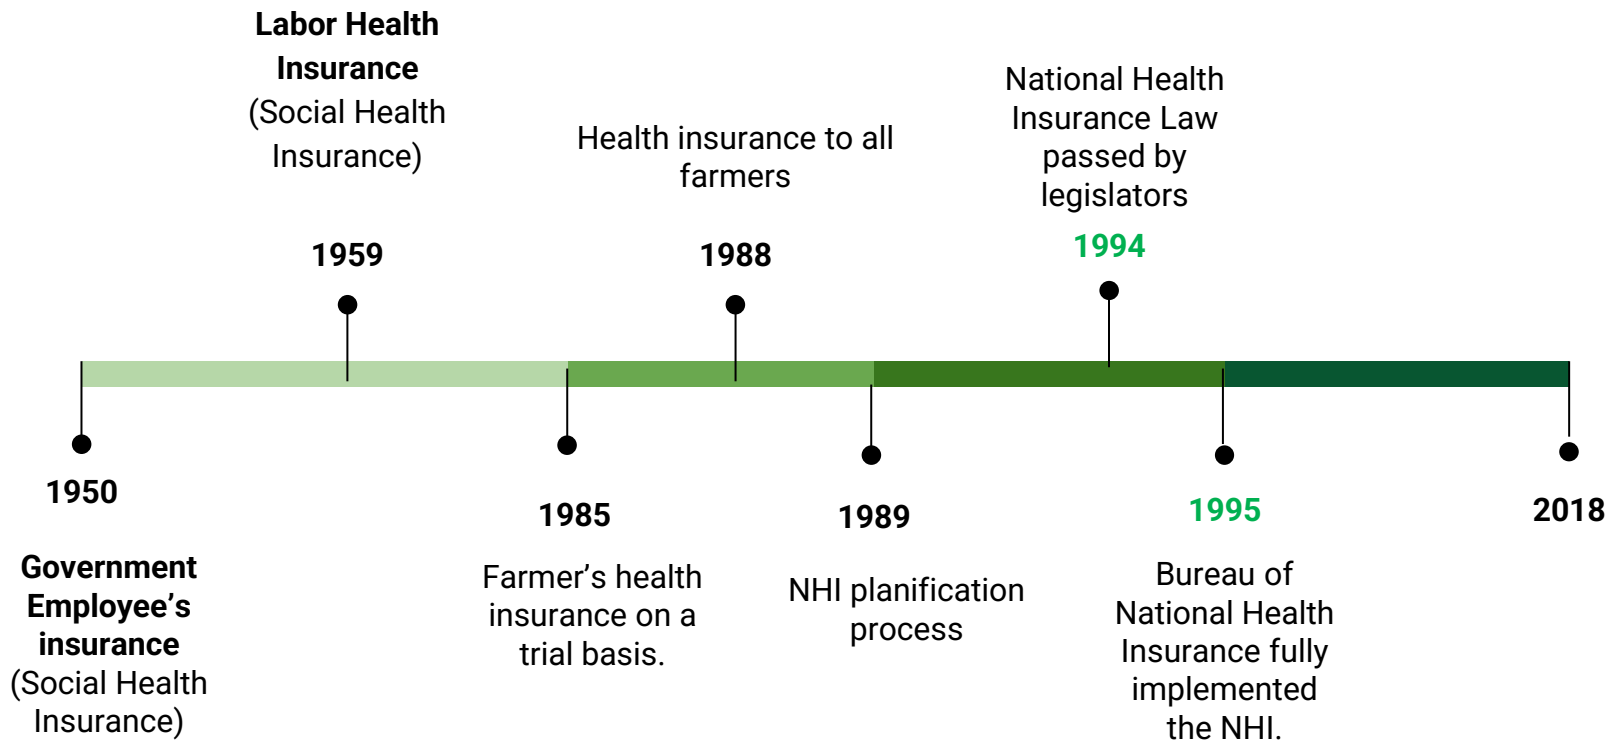 Labor Health
Insurance
(Social Health
Insurance)
1959
Health insurance to all
farmers
1988
National Health
Insurance Law
passed by
legislators
1994
1950
Government
Employee’s
insurance
(Social Health
Insurance)
1985
Farmer’s health
insurance on a
trial basis.
1989
NHI planification
process
1995
Bureau of
National Health
Insurance fully
implemented
the NHI.
2018